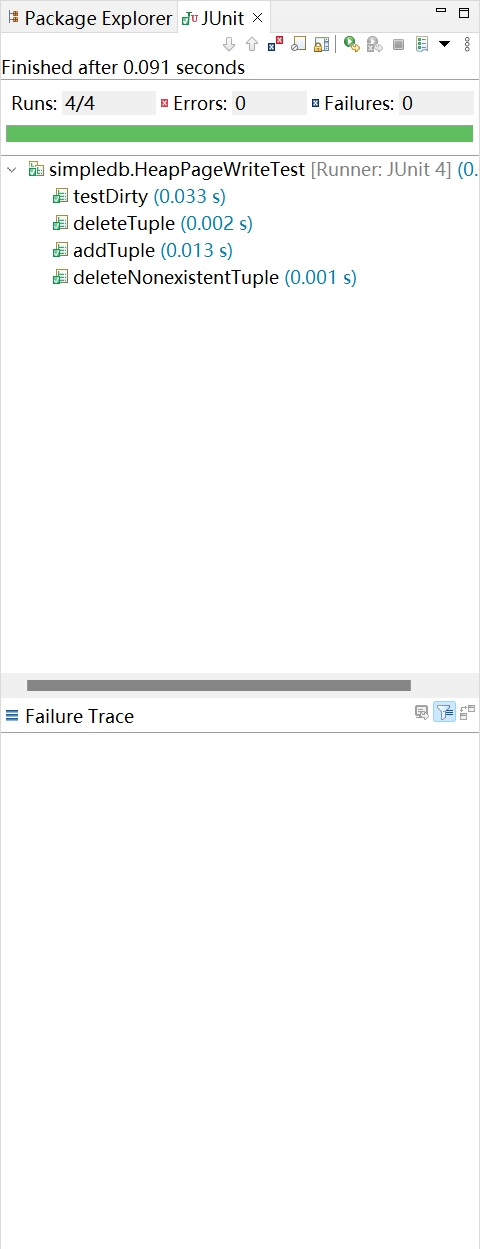 Package Explorer JUnit
Finished after 0.091 seconds
Runs: 4/4 Errors: 0 Failures: 0
simpledb.HeapPageWriteTest [Runner: JUnit 4] (0.
testDirty (0.033 s)
deleteTuple (0.002 s)
addTuple (0.013 s)
deleteNonexistentTuple (0.001 s)
Failure Trace